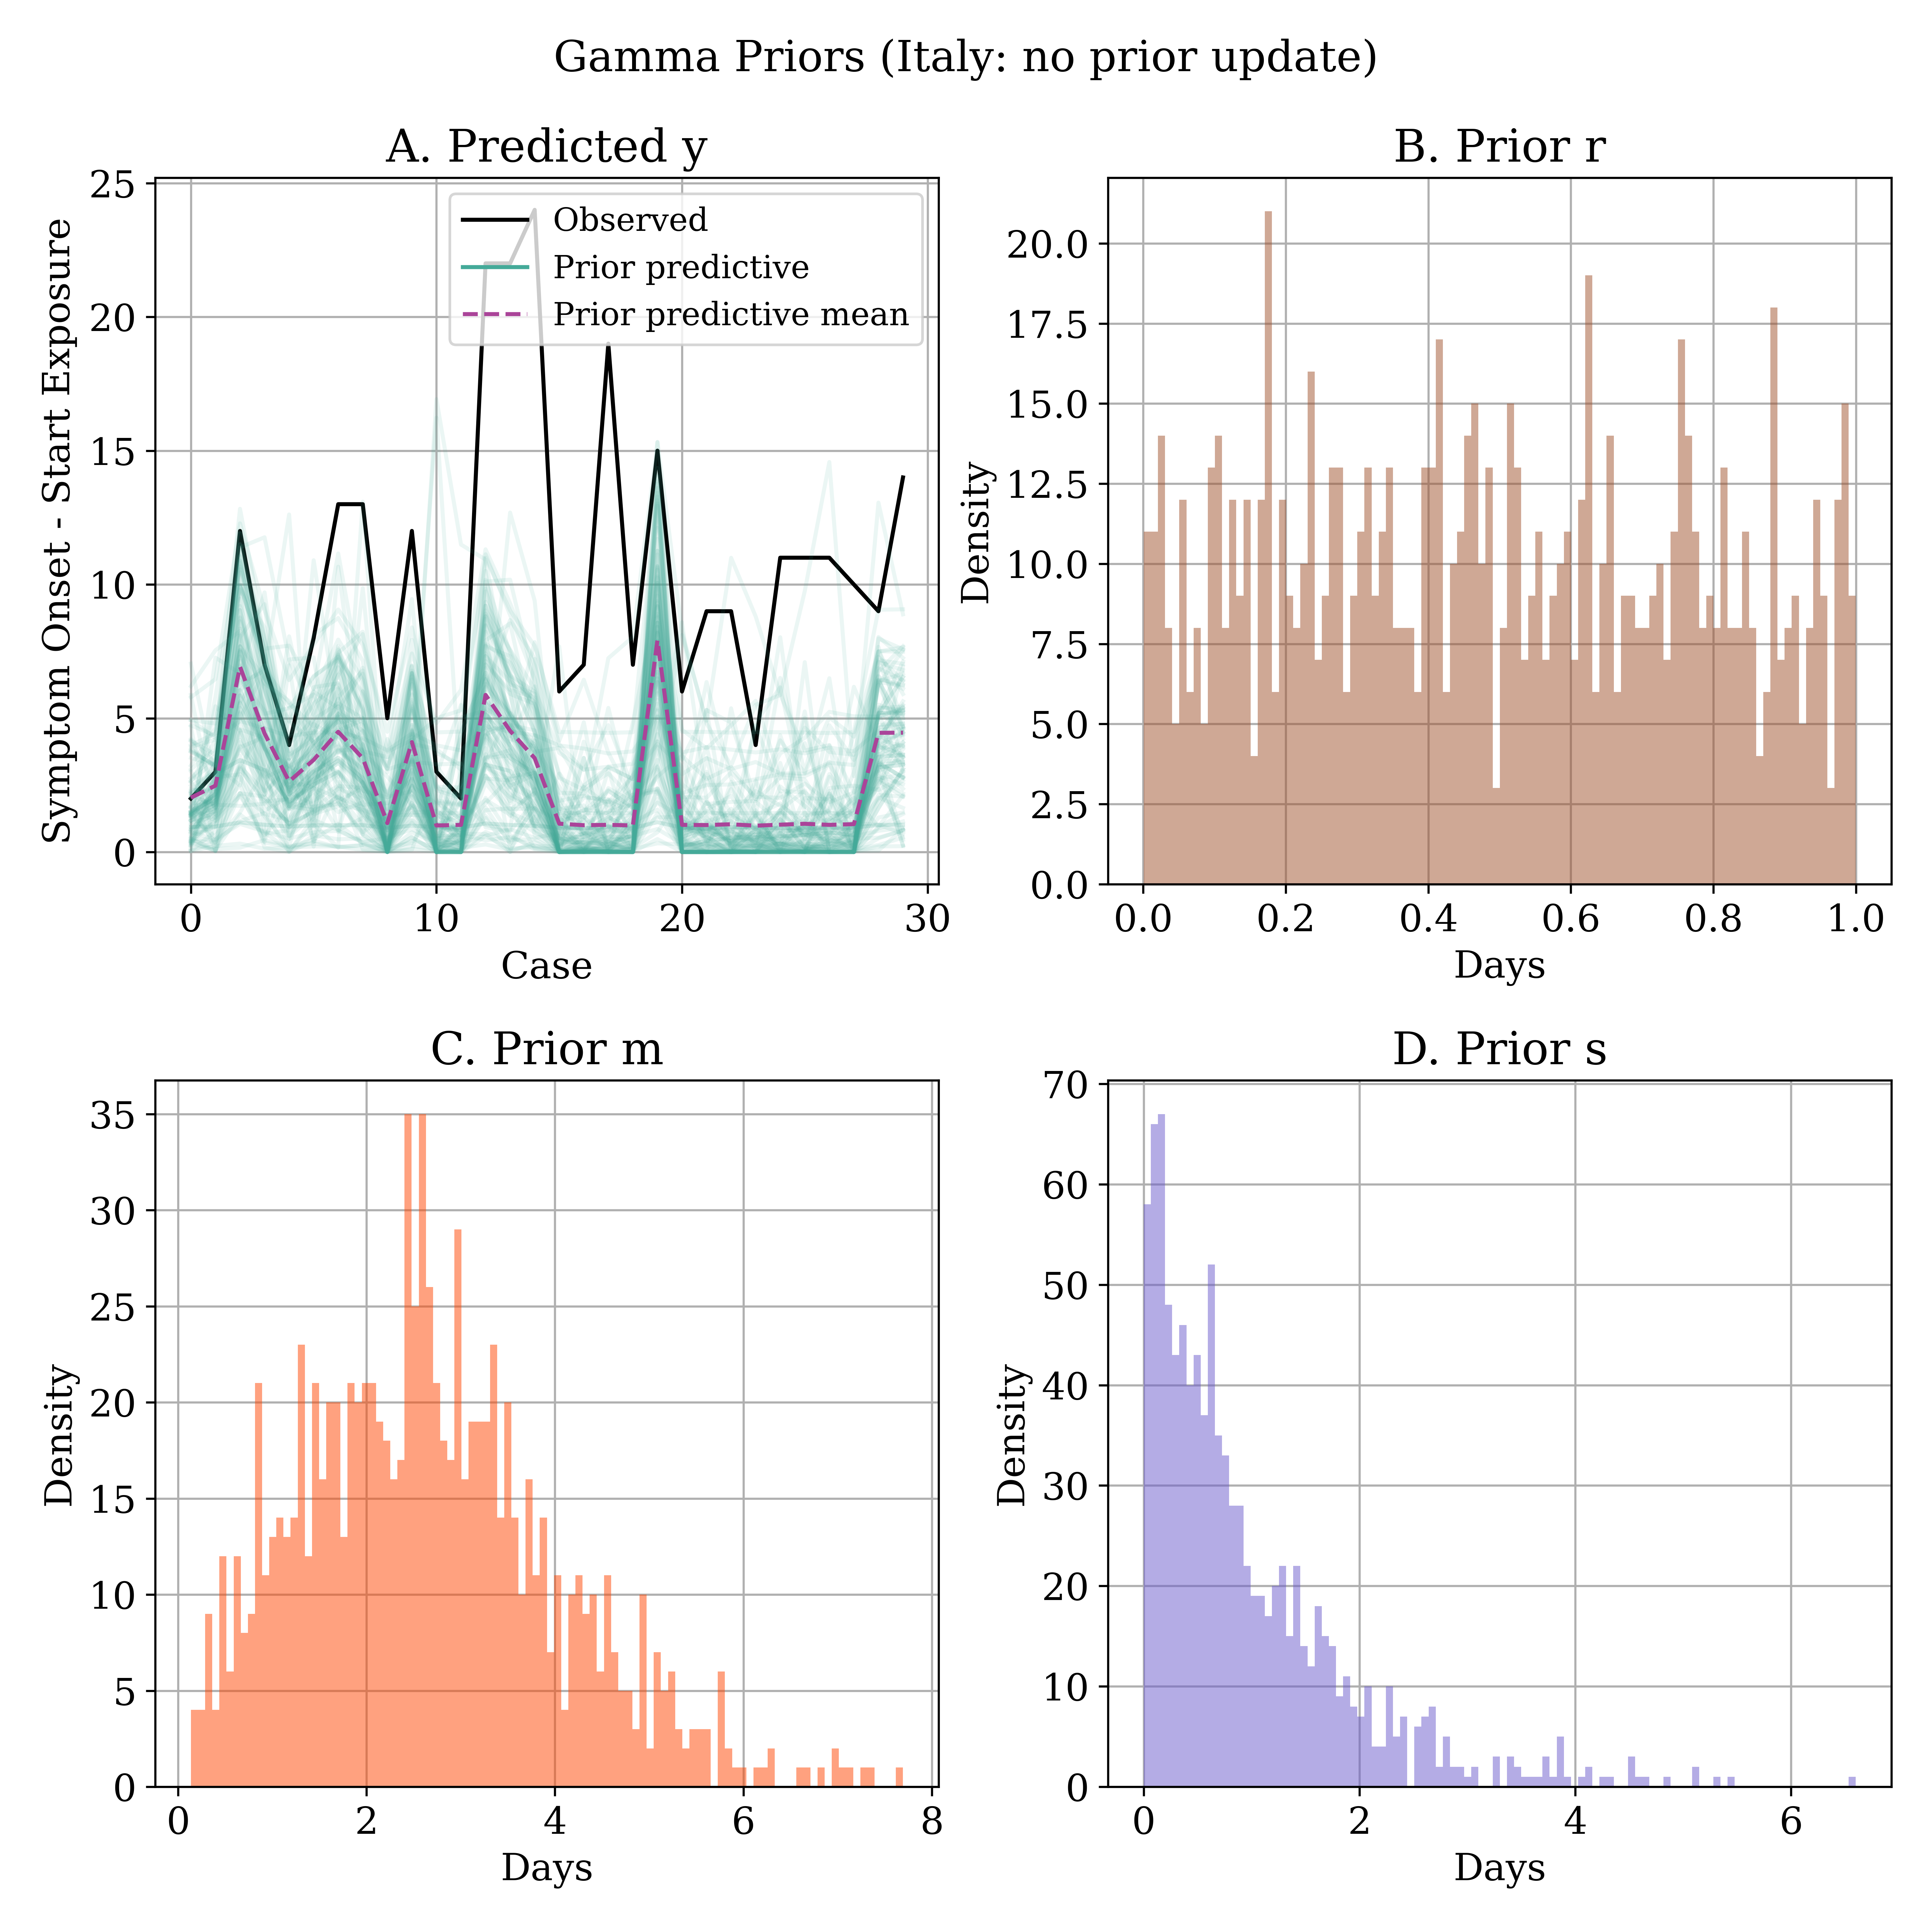 Gamma Priors (Italy: no prior update)
A. Predicted y
Symptom Onset - Start Exposure
25
20
15
10
5
0
Observed
Prior predictive
Prior predictive mean
0 10 20 30
Case
B. Prior r
Density
20.0
17.5
15.0
12.5
10.0
7.5
5.0
2.5
0.0
0.0 0.2 0.4 0.6 0.8 1.0
Days
C. Prior m
Density
35
30
25
20
15
10
5
0
0 2 4 6 8
Days
D. Prior s
Density
70
60
50
40
30
20
10
0
0 2 4 6
Days